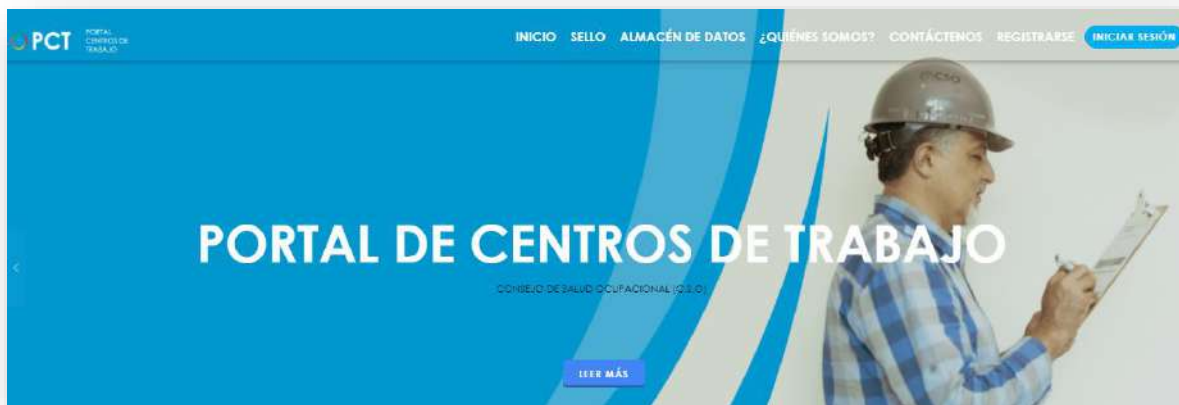 PCT
PORTAL
CENTROS DE
TRABAJO
INICIO SELLO ALMACÉN DE DATOS ¿QUIÉNES SOMOS? CONTÁCTENOS REGISTRARSE INICIAR SESIÓN
CSO
PORTAL DE CENTROS DE TRABAJO
CONSEJO DE SALUD OCUPACIONAL (C.S.O)
LEER MÁS